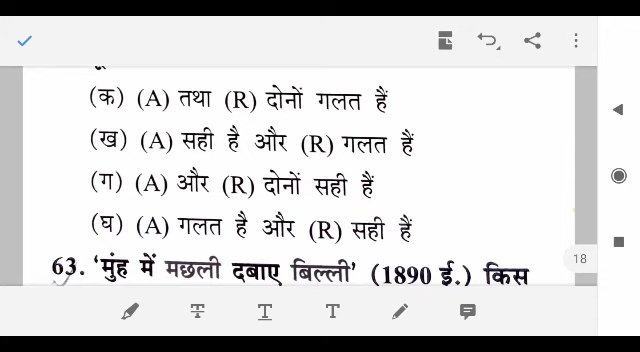 (क) (A) तथा (R) दोनों गलत हैं
(ख) (A) सही है और (R) गलत हैं
(ग) (A) और (R) दोनों सही हैं
(घ) (A) गलत है और (R) सही हैं
63. ‘मुंह में मछली दबाए बिल्ली’ (1890 ई.) किस
18
T T T